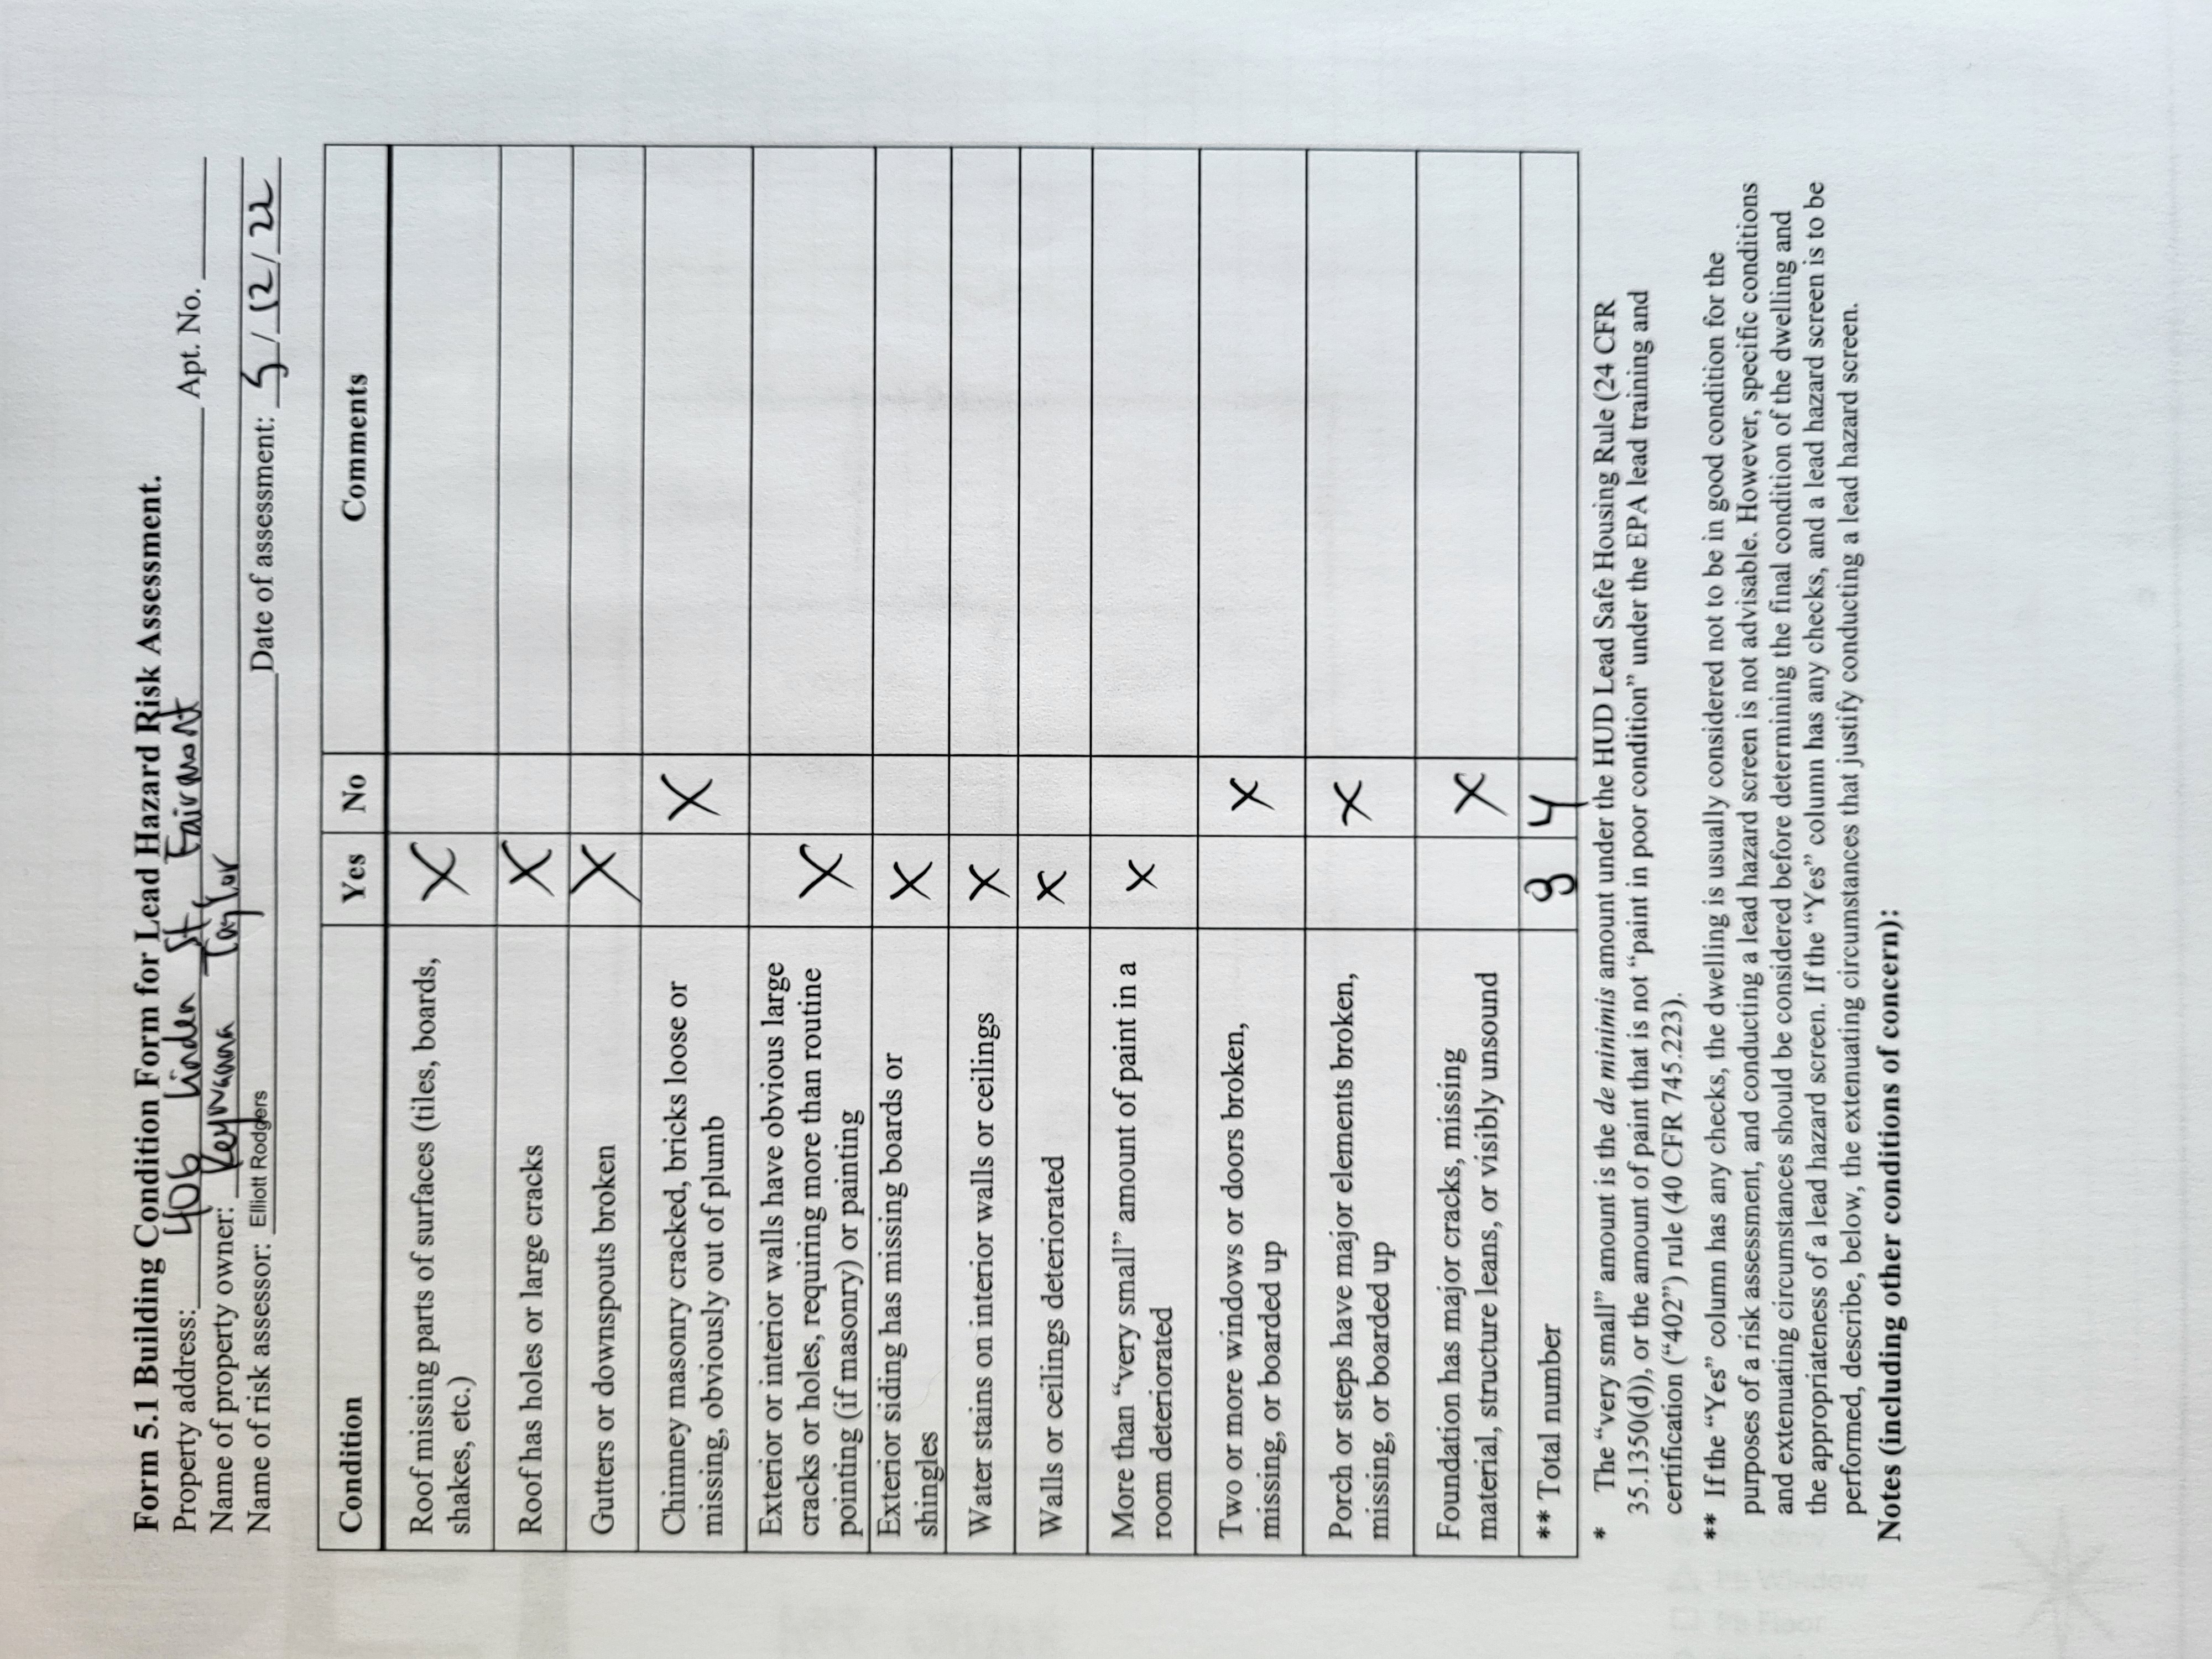 Form 5.1 Building Condition Form for Lead Hazard Risk Assessment.
Property address: 406 Linden St, Fairmont Apt. No.
Name of property owner: Keywanna Taylor
Name of risk assessor: Elliott Rodgers Date of assessment: 5/12/22
Condition Yes No Comments
Roof missing parts of surfaces (tiles, boards, X
shakes, etc.)
Roof has holes or large cracks X
Gutters or downspouts broken X
Chimney masonry cracked, bricks loose or X
missing, obviously out of plumb
Exterior or interior walls have obvious large
cracks or holes, requiring more than routine X
pointing (if masonry) or painting
Exterior siding has missing boards or X
shingles
Water stains on interior walls or ceilings X
Walls or ceilings deteriorated X
More than “very small” amount of paint in a X
room deteriorated
Two or more windows or doors broken, X
missing, or boarded up
Porch or steps have major elements broken, X
missing, or boarded up
Foundation has major cracks, missing X
material, structure leans, or visibly unsound
** Total number 8 4
* The “very small” amount is the de minimis amount under the HUD Lead Safe Housing Rule (24 CFR
35.1350(d)), or the amount of paint that is not “paint in poor condition” under the EPA lead training and
certification (“402”) rule (40 CFR 745.223).
** If the “Yes” column has any checks, the dwelling is usually considered not to be in good condition for the
purposes of a risk assessment, and conducting a lead hazard screen is not advisable. However, specific conditions
and extenuating circumstances should be considered before determining the final condition of the dwelling and
the appropriateness of a lead hazard screen. If the “Yes” column has any checks, and a lead hazard screen is to be
performed, describe, below, the extenuating circumstances that justify conducting a lead hazard screen.
Notes (including other conditions of concern):